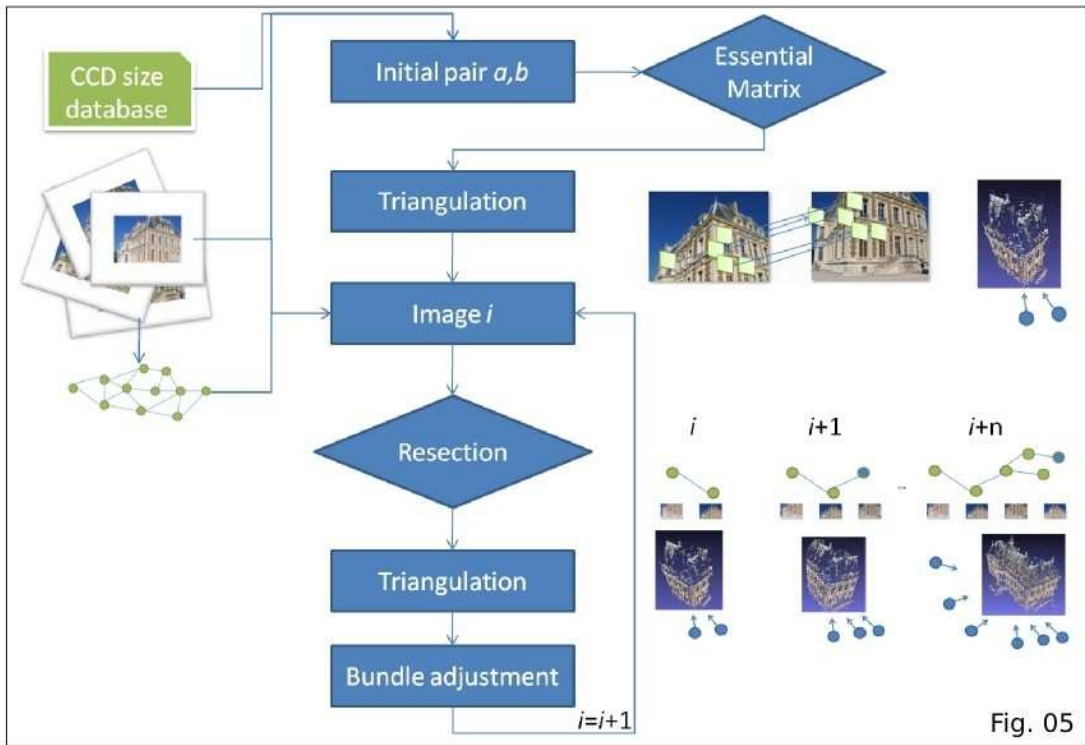 CCD size
database
Initial pair a,b
Essential
Matrix
Triangulation
Image i
Resection
Triangulation
Bundle adjustment
i=i+1
i
i+1
i+n
...
Fig. 05